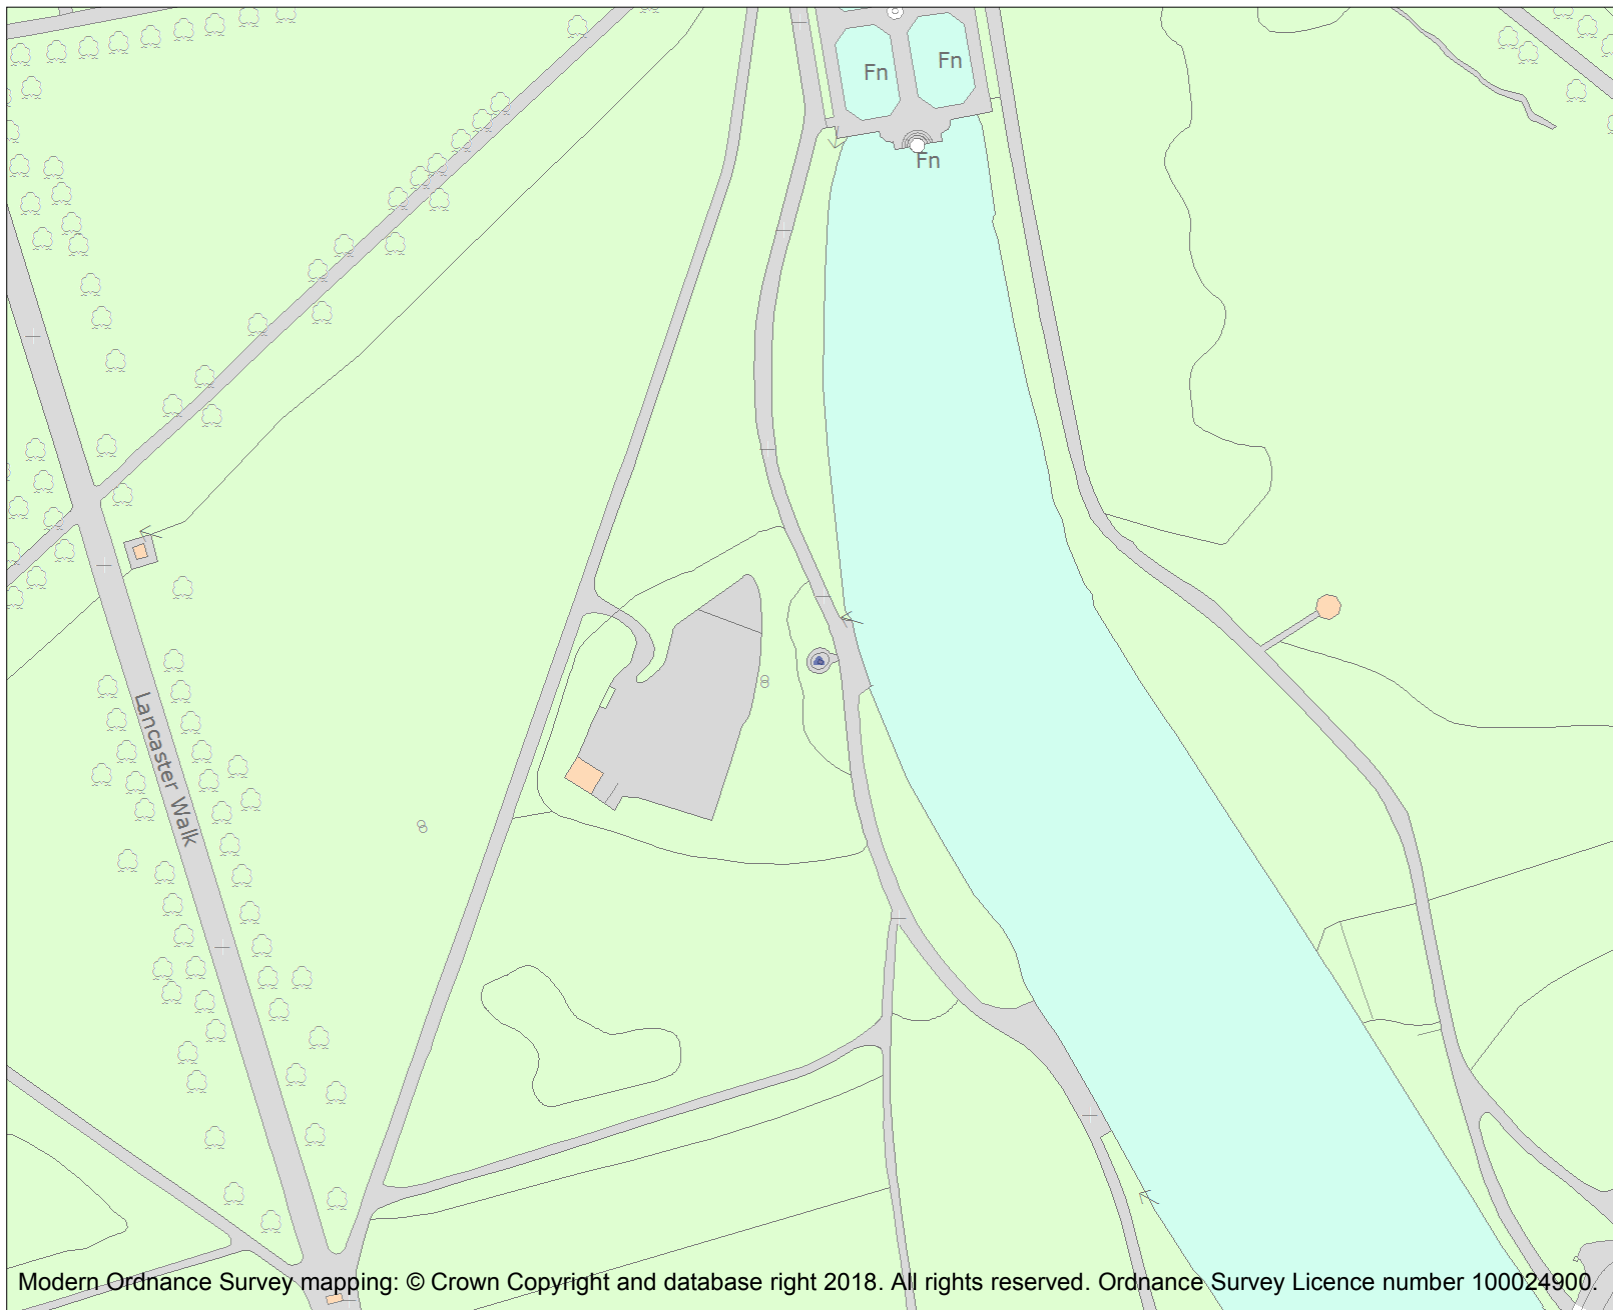 Fn
Fn
Fn
Lancaster Walk
Modern Ordnance Survey mapping: © Crown Copyright and database right 2018. All rights reserved. Ordnance Survey Licence number 100024900.